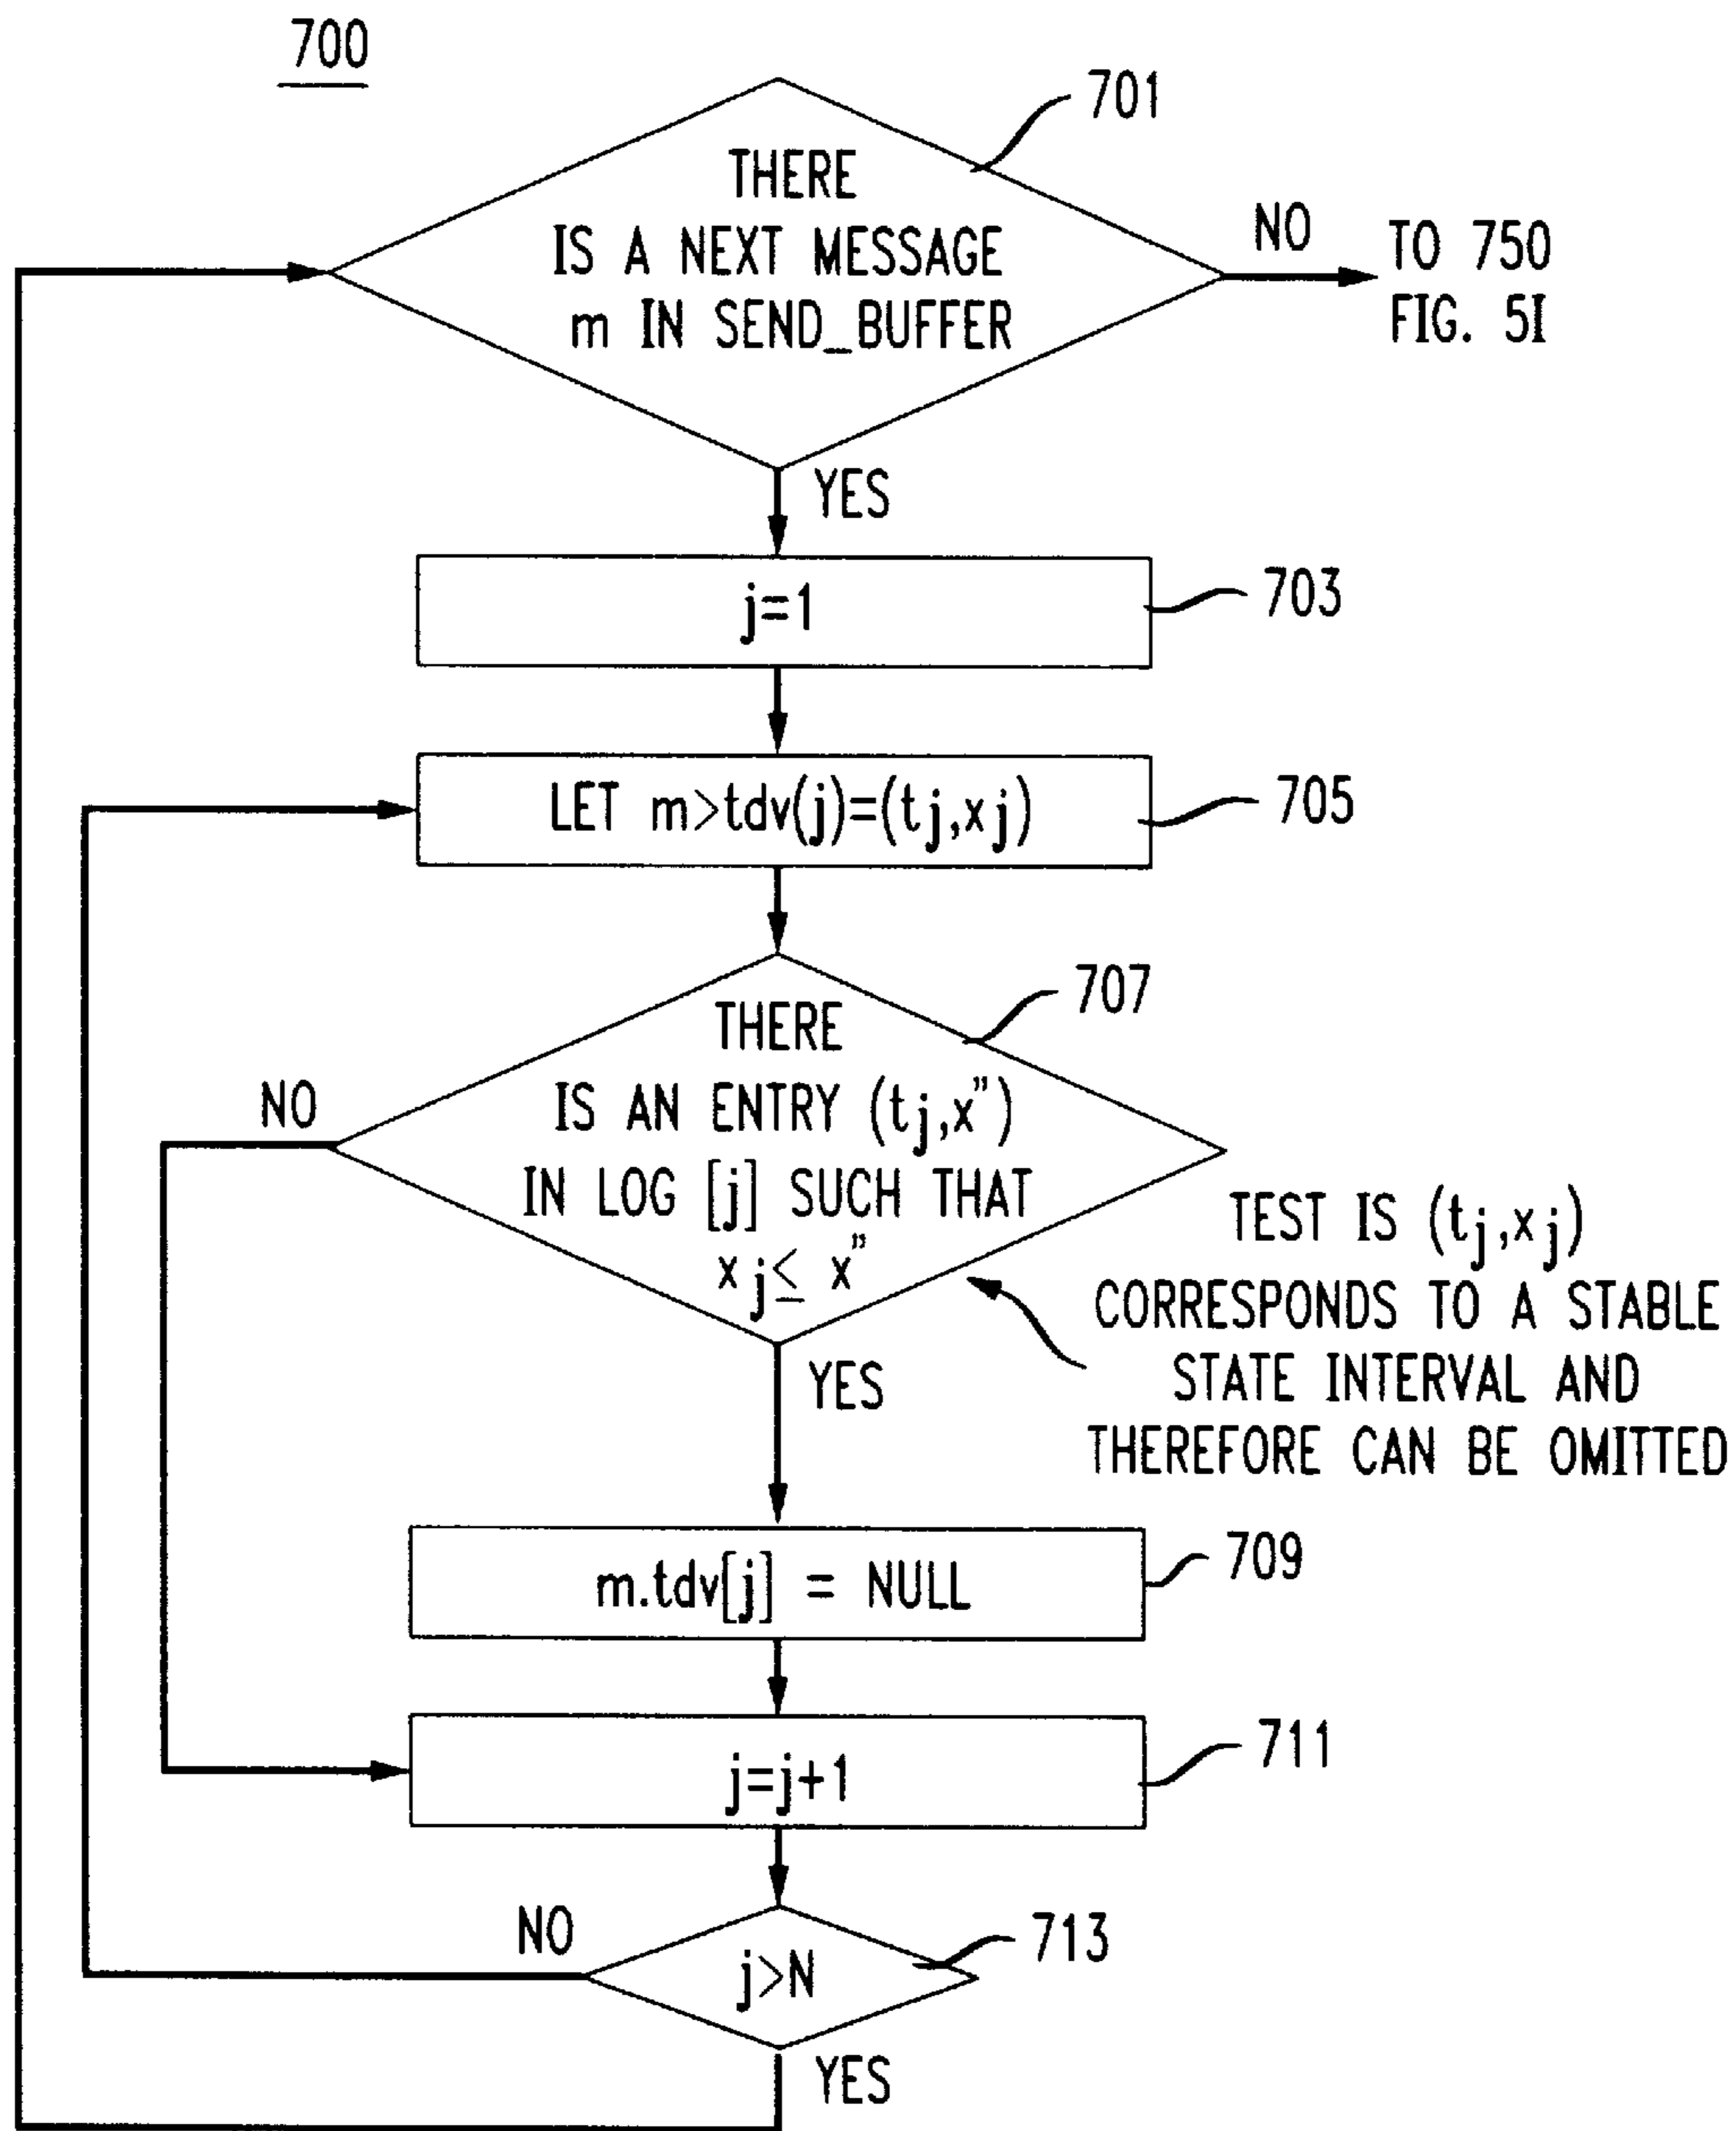 700
701
THERE
IS A NEXT MESSAGE
m IN SEND_BUFFER
NO
TO 750
FIG. 5I
YES
j=1
703
LET m>tdv(j)=(tj,xj)
705
707
THERE
IS AN ENTRY (tj,x")
IN LOG [j] SUCH THAT
xj≤ x"
NO
TEST IS (tj,xj)
CORRESPONDS TO A STABLE
STATE INTERVAL AND
THEREFORE CAN BE OMITTED
YES
m.tdv[j] = NULL
709
j=j+1
711
NO
j>N
713
YES